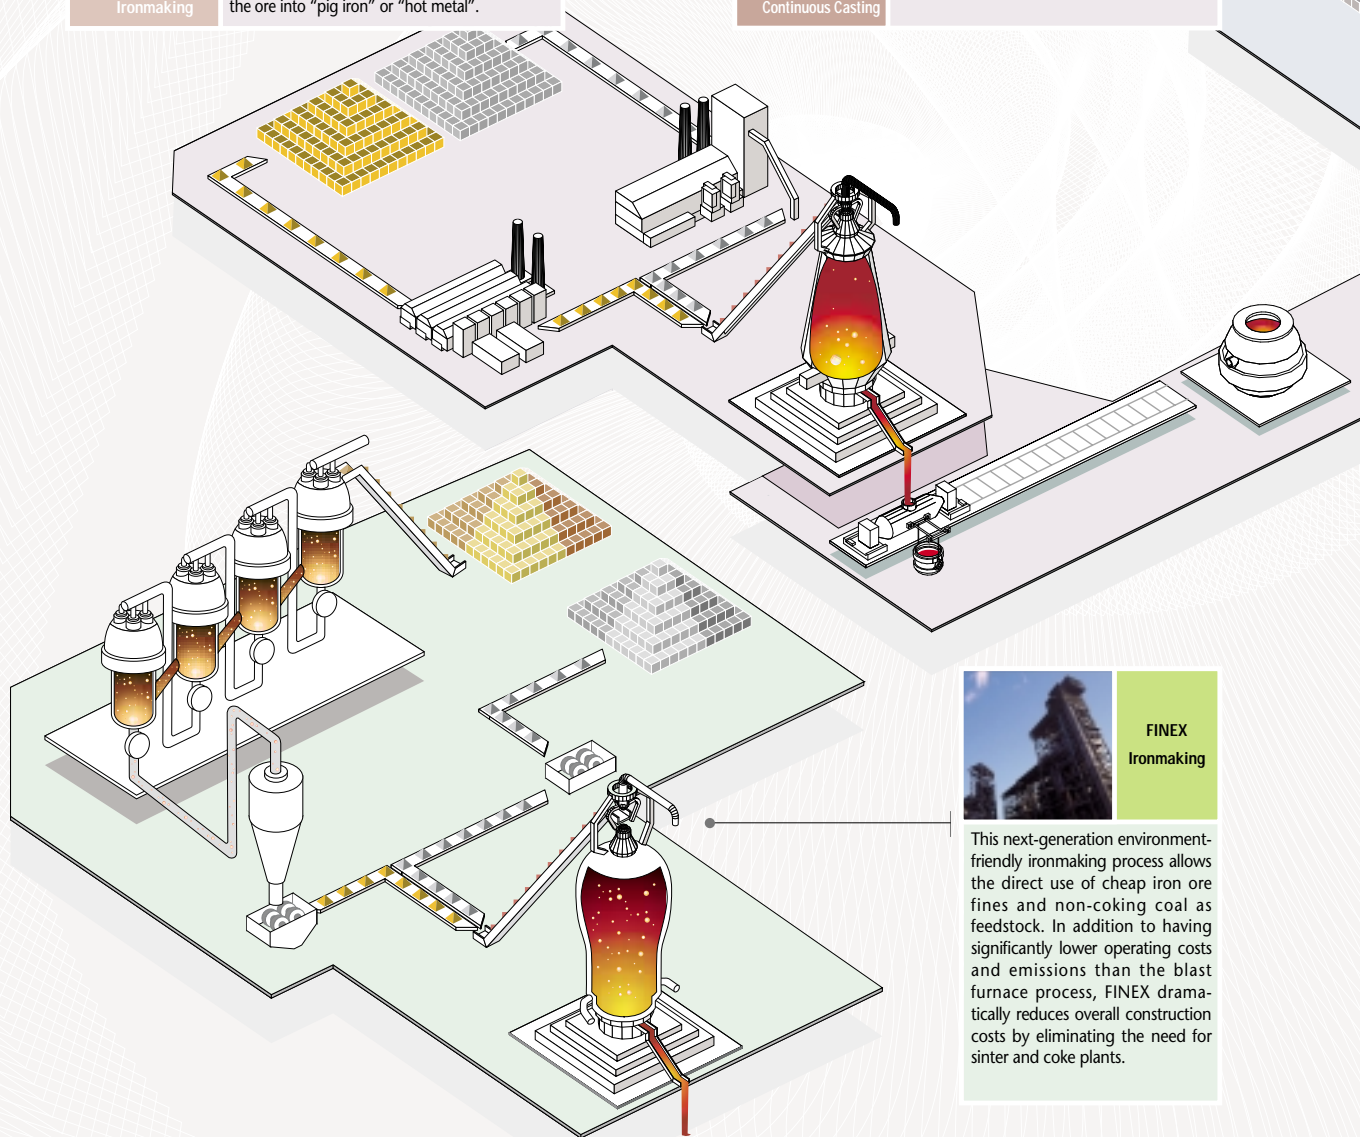 Ironmaking
the ore into “pig iron” or “hot metal”.
Continuous Casting
FINEX
Ironmaking
This next-generation environment-
friendly ironmaking process allows
the direct use of cheap iron ore
fines and non-coking coal as
feedstock. In addition to having
significantly lower operating costs
and emissions than the blast
furnace process, FINEX drama-
tically reduces overall construction
costs by eliminating the need for
sinter and coke plants.